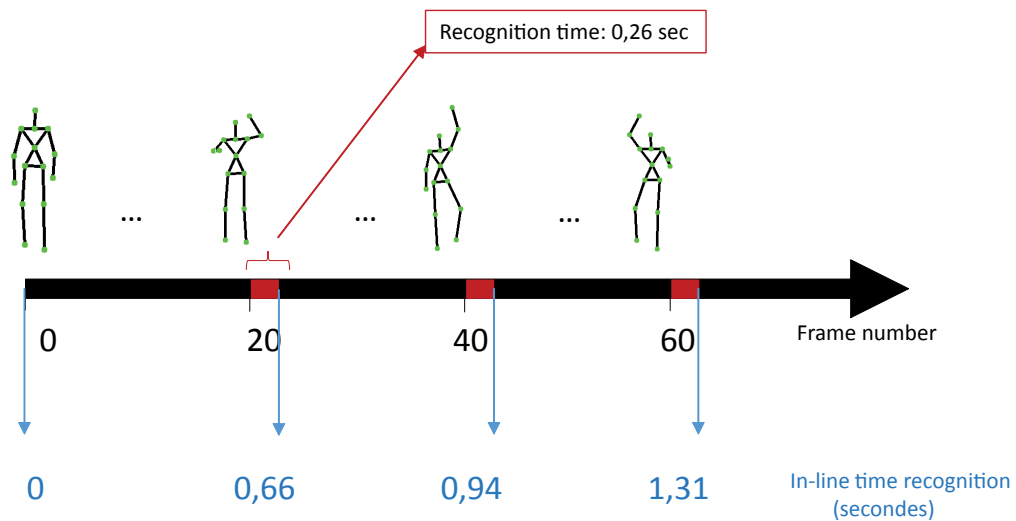 Recognition time: 0,26 sec
... ... ...
0 20 40 60 Frame number
0 0,66 0,94 1,31 In-line time recognition
(secondes)